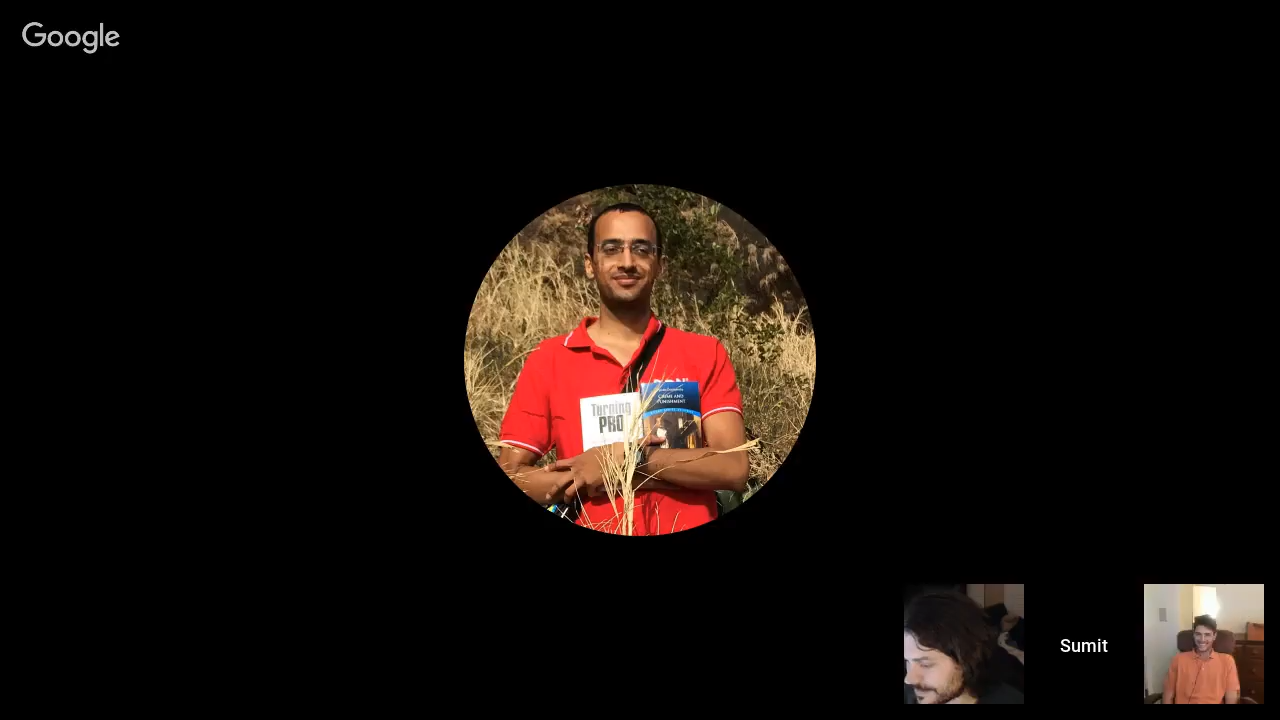 Google
Turning
PRO
CRIME AND
PUNISHMENT
Sumit